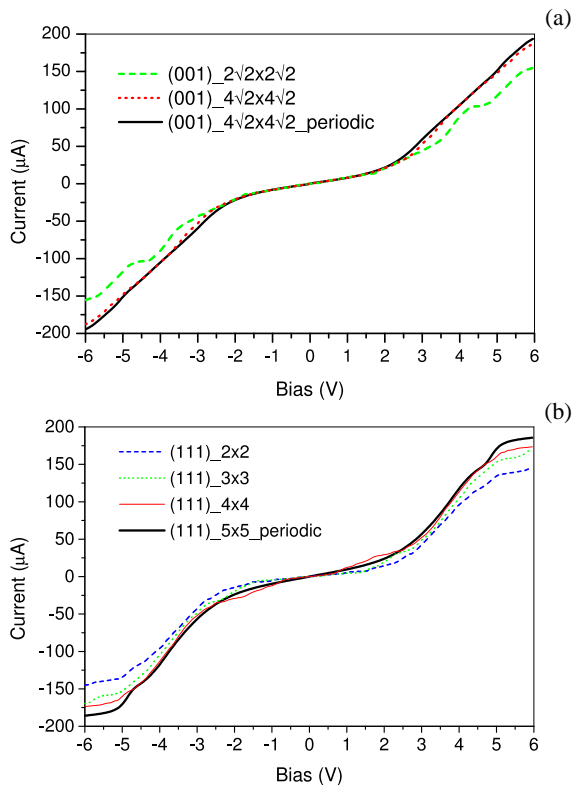 (a)
200
150
100
50
0
-50
-100
-150
-200
Current (μA)
(001)_2√2x2√2
(001)_4√2x4√2
(001)_4√2x4√2_periodic
-6 -5 -4 -3 -2 -1 0 1 2 3 4 5 6
Bias (V)
(b)
200
150
100
50
0
-50
-100
-150
-200
Current (μA)
(111)_2x2
(111)_3x3
(111)_4x4
(111)_5x5_periodic
-6 -5 -4 -3 -2 -1 0 1 2 3 4 5 6
Bias (V)